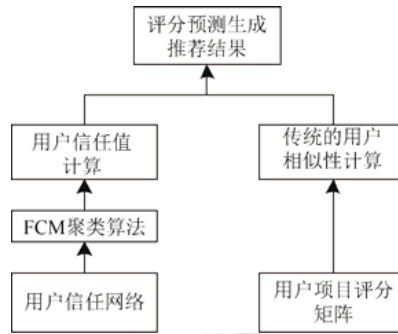 评分预测生成
推荐结果
用户信任值
计算
传统的用户
相似性计算
FCM聚类算法
用户信任网络
用户项目评分
矩阵